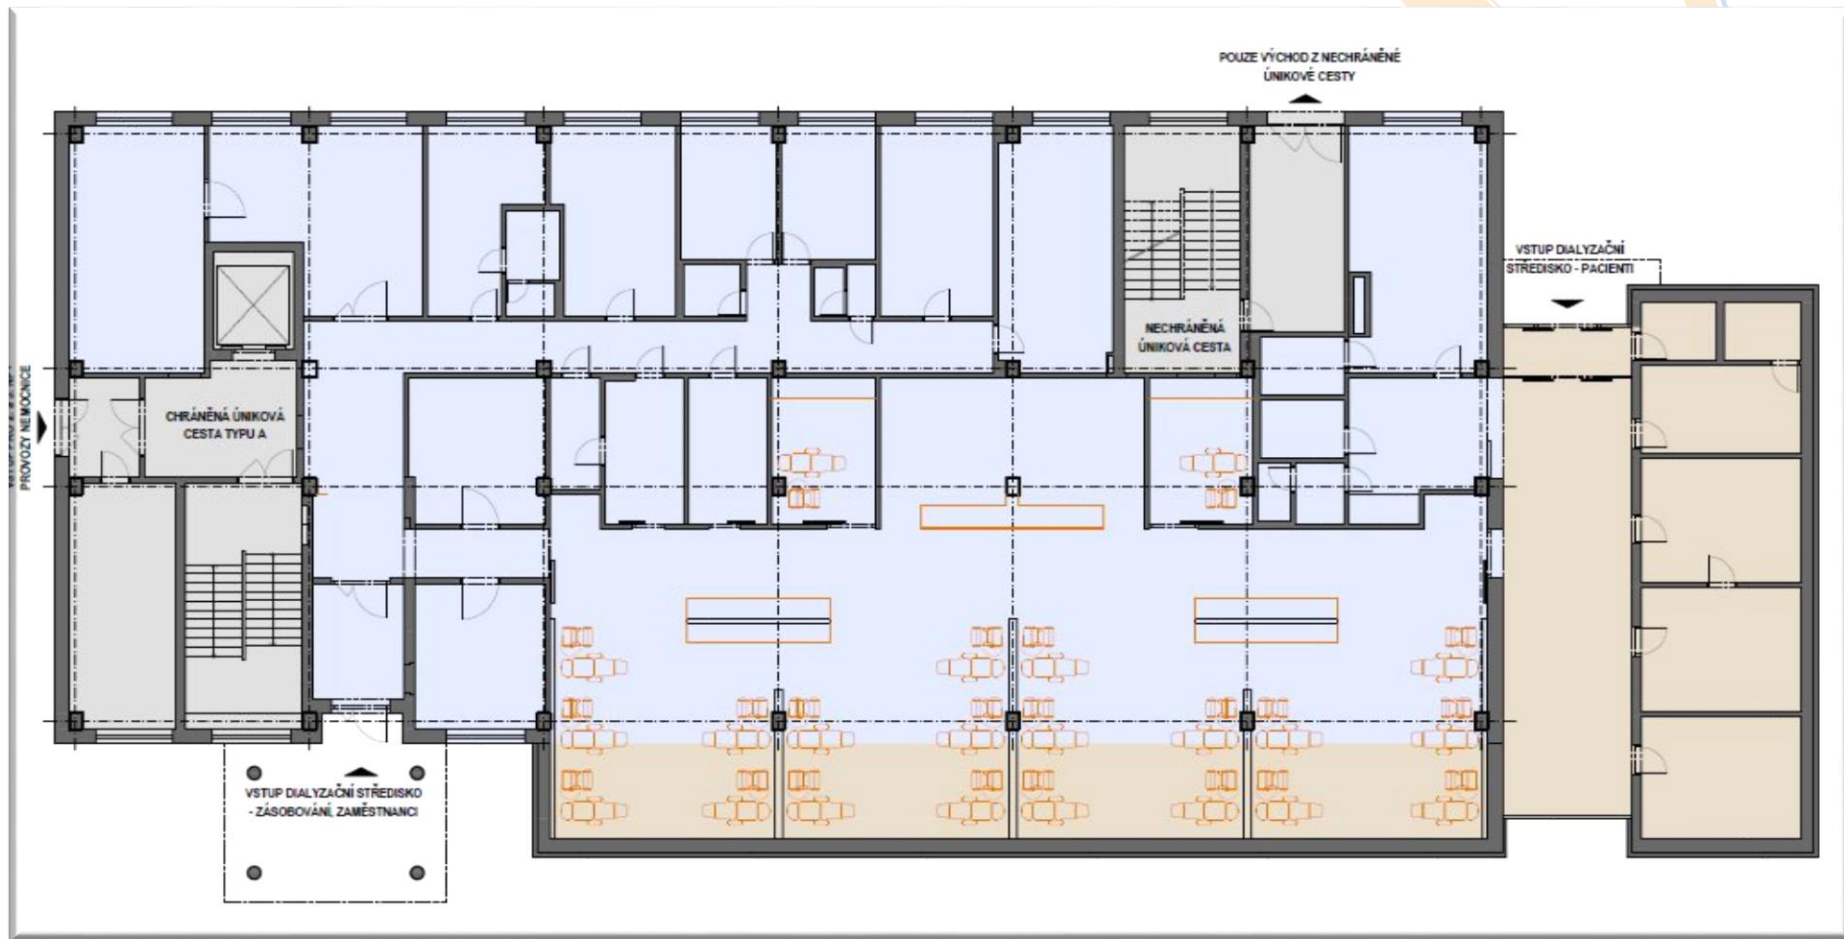 POUZE VÝCHOD Z NECHRÁNĚNÉ
ÚNIKOVÉ CESTY
VSTUP DIALYZAČNÍ
STŘEDISKO - PACIENTI
NECHRÁNĚNÁ
ÚNIKOVÁ CESTA
CHRÁNĚNÁ ÚNIKOVÁ
CESTA TYPU A
PROVOZY NEMOCNICE
VSTUP DIALYZAČNÍ STŘEDISKO
- ZÁSOBOVÁNÍ, ZAMĚSTNANCI